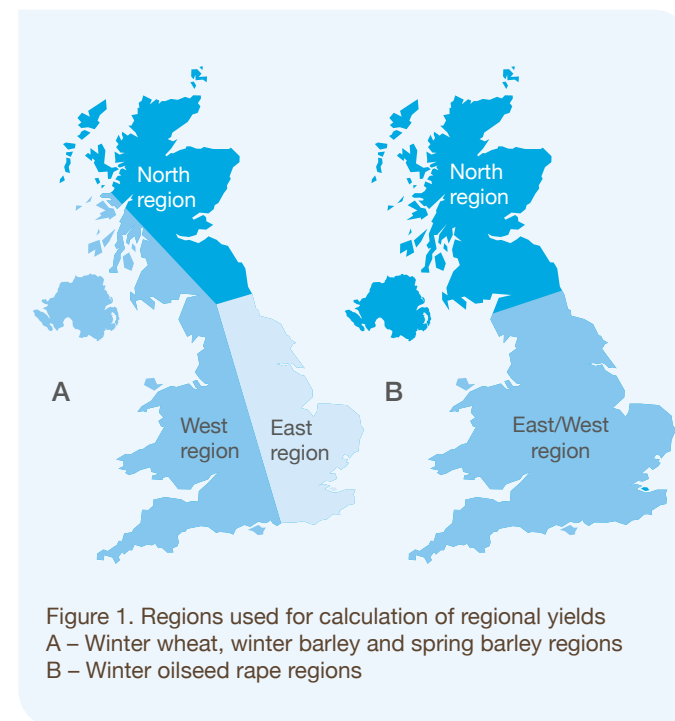 North
region
North
region
A
B
West
region
East
region
East/West
region
Figure 1. Regions used for calculation of regional yields
A – Winter wheat, winter barley and spring barley regions
B – Winter oilseed rape regions